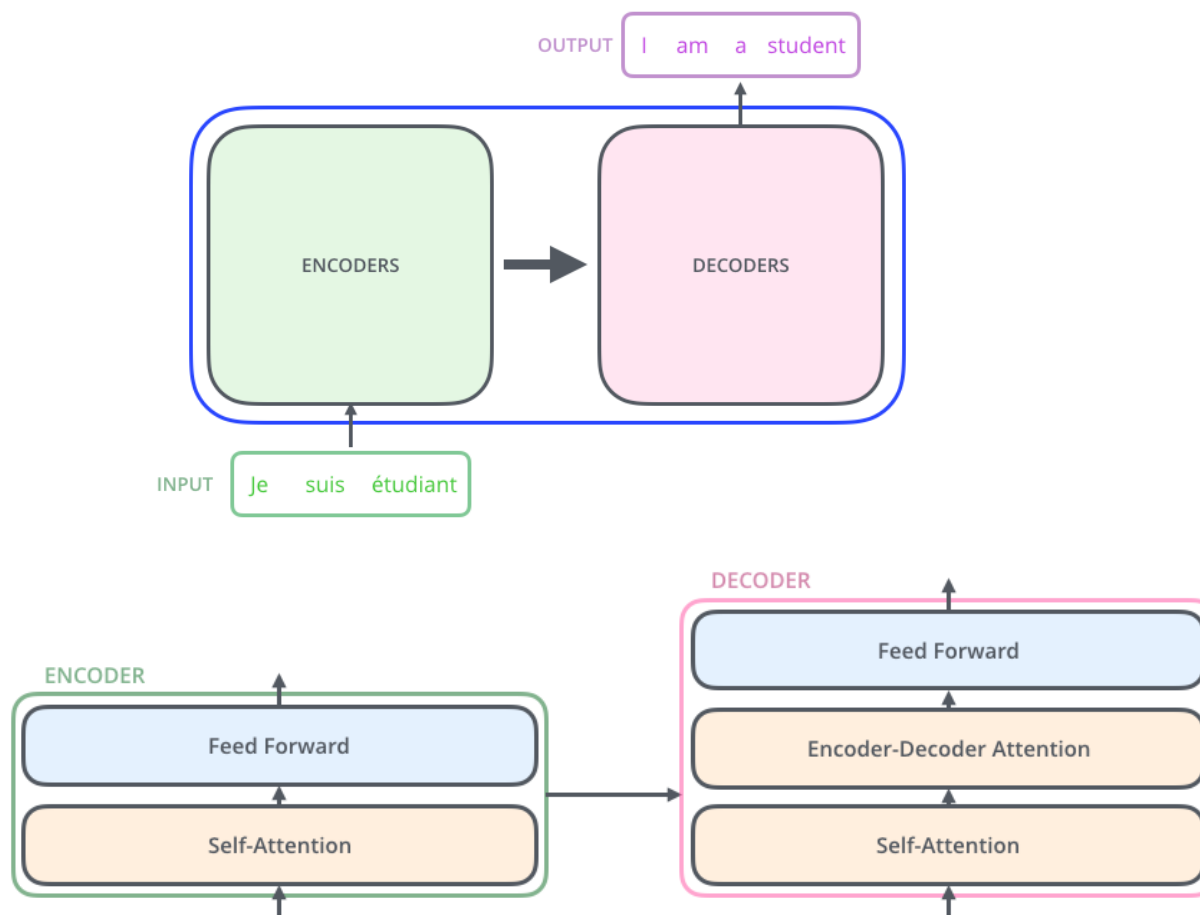 OUTPUT I am a student
ENCODERS
DECODERS
INPUT Je suis étudiant
DECODER
Feed Forward
Encoder-Decoder Attention
Self-Attention
ENCODER
Feed Forward
Self-Attention